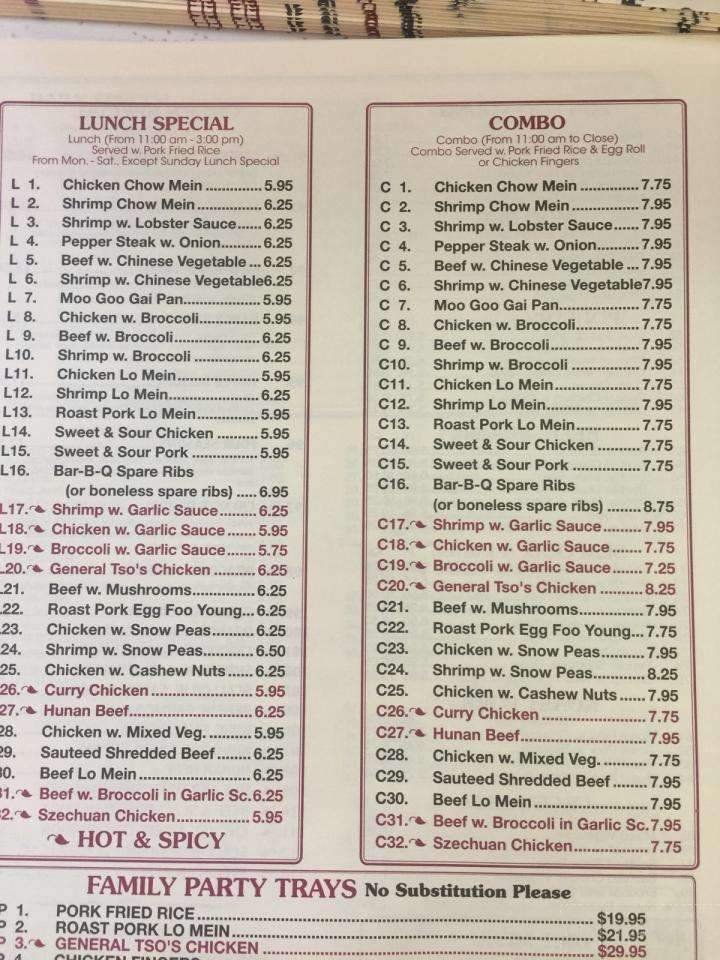 LUNCH SPECIAL
Lunch (From 11:00 am - 3:00 pm)
Served w. Pork Fried Rice
From Mon. - Sat., Except Sunday Lunch Special
L 1. Chicken Chow Mein .............. 5.95
L 2. Shrimp Chow Mein ............... 6.25
L 3. Shrimp w. Lobster Sauce...... 6.25
L 4. Pepper Steak w. Onion......... 6.25
L 5. Beef w. Chinese Vegetable ... 6.25
L 6. Shrimp w. Chinese Vegetable6.25
L 7. Moo Goo Gai Pan................. 5.95
L 8. Chicken w. Broccoli.............. 5.95
L 9. Beef w. Broccoli................... 6.25
L10. Shrimp w. Broccoli .............. 6.25
L11. Chicken Lo Mein.................. 5.95
L12. Shrimp Lo Mein................... 6.25
L13. Roast Pork Lo Mein............. 5.95
L14. Sweet & Sour Chicken ......... 5.95
L15. Sweet & Sour Pork .............. 5.95
L16. Bar-B-Q Spare Ribs
(or boneless spare ribs) ..... 6.95
L17. Shrimp w. Garlic Sauce....... 6.25
L18. Chicken w. Garlic Sauce...... 5.95
L19. Broccoli w. Garlic Sauce...... 5.75
L20. General Tso's Chicken ......... 6.25
L21. Beef w. Mushrooms.............. 6.25
L22. Roast Pork Egg Foo Young... 6.25
L23. Chicken w. Snow Peas......... 6.25
24. Shrimp w. Snow Peas.......... 6.50
25. Chicken w. Cashew Nuts ..... 6.25
26. Curry Chicken ..................... 5.95
27. Hunan Beef......................... 6.25
28. Chicken w. Mixed Veg. ......... 5.95
29. Sauteed Shredded Beef ....... 6.25
30. Beef Lo Mein ....................... 6.25
31. Beef w. Broccoli in Garlic Sc.6.25
32. Szechuan Chicken............... 5.95
HOT & SPICY
COMBO
Combo (From 11:00 am to Close)
Combo Served w. Pork Fried Rice & Egg Roll
or Chicken Fingers
C 1. Chicken Chow Mein .............. 7.75
C 2. Shrimp Chow Mein ............... 7.95
C 3. Shrimp w. Lobster Sauce...... 7.95
C 4. Pepper Steak w. Onion......... 7.95
C 5. Beef w. Chinese Vegetable ... 7.95
C 6. Shrimp w. Chinese Vegetable7.95
C 7. Moo Goo Gai Pan................. 7.75
C 8. Chicken w. Broccoli.............. 7.75
C 9. Beef w. Broccoli................... 7.95
C10. Shrimp w. Broccoli .............. 7.95
C11. Chicken Lo Mein.................. 7.75
C12. Shrimp Lo Mein................... 7.95
C13. Roast Pork Lo Mein............. 7.75
C14. Sweet & Sour Chicken ......... 7.75
C15. Sweet & Sour Pork .............. 7.75
C16. Bar-B-Q Spare Ribs
(or boneless spare ribs) ........ 8.75
C17. Shrimp w. Garlic Sauce........ 7.95
C18. Chicken w. Garlic Sauce ...... 7.75
C19. Broccoli w. Garlic Sauce...... 7.25
C20. General Tso's Chicken .......... 8.25
C21. Beef w. Mushrooms.............. 7.95
C22. Roast Pork Egg Foo Young... 7.75
C23. Chicken w. Snow Peas......... 7.95
C24. Shrimp w. Snow Peas.......... 8.25
C25. Chicken w. Cashew Nuts ..... 7.95
C26. Curry Chicken ..................... 7.75
C27. Hunan Beef......................... 7.95
C28. Chicken w. Mixed Veg. ......... 7.75
C29. Sauteed Shredded Beef ....... 7.95
C30. Beef Lo Mein ....................... 7.95
C31. Beef w. Broccoli in Garlic Sc.7.95
C32. Szechuan Chicken............... 7.75
FAMILY PARTY TRAYS No Substitution Please
P 1. PORK FRIED RICE ................ $19.95
P 2. ROAST PORK LO MEIN................ $21.95
P 3. GENERAL TSO'S CHICKEN ................ $29.95